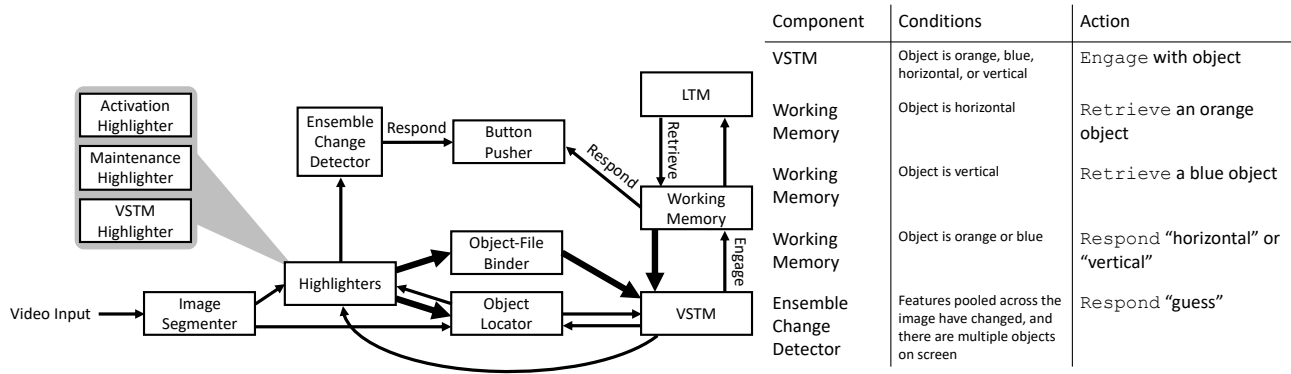 Activation
Highlighter
Maintenance
Highlighter
VSTM
Highlighter
Video Input
Image
Segmenter
Highlighters
Ensemble
Change
Detector
Respond
Button
Pusher
Object-File
Binder
Object
Locator
LTM
Retrieve
Respond
Working
Memory
Engage
VSTM
Component Conditions Action
VSTM Object is orange, blue, Engage with object
horizontal, or vertical
Working Object is horizontal Retrieve an orange
Memory object
Working Object is vertical Retrieve a blue object
Memory
Working Object is orange or blue Respond “horizontal” or
Memory “vertical”
Ensemble Features pooled across the Respond “guess”
Change image have changed, and
Detector there are multiple objects
on screen